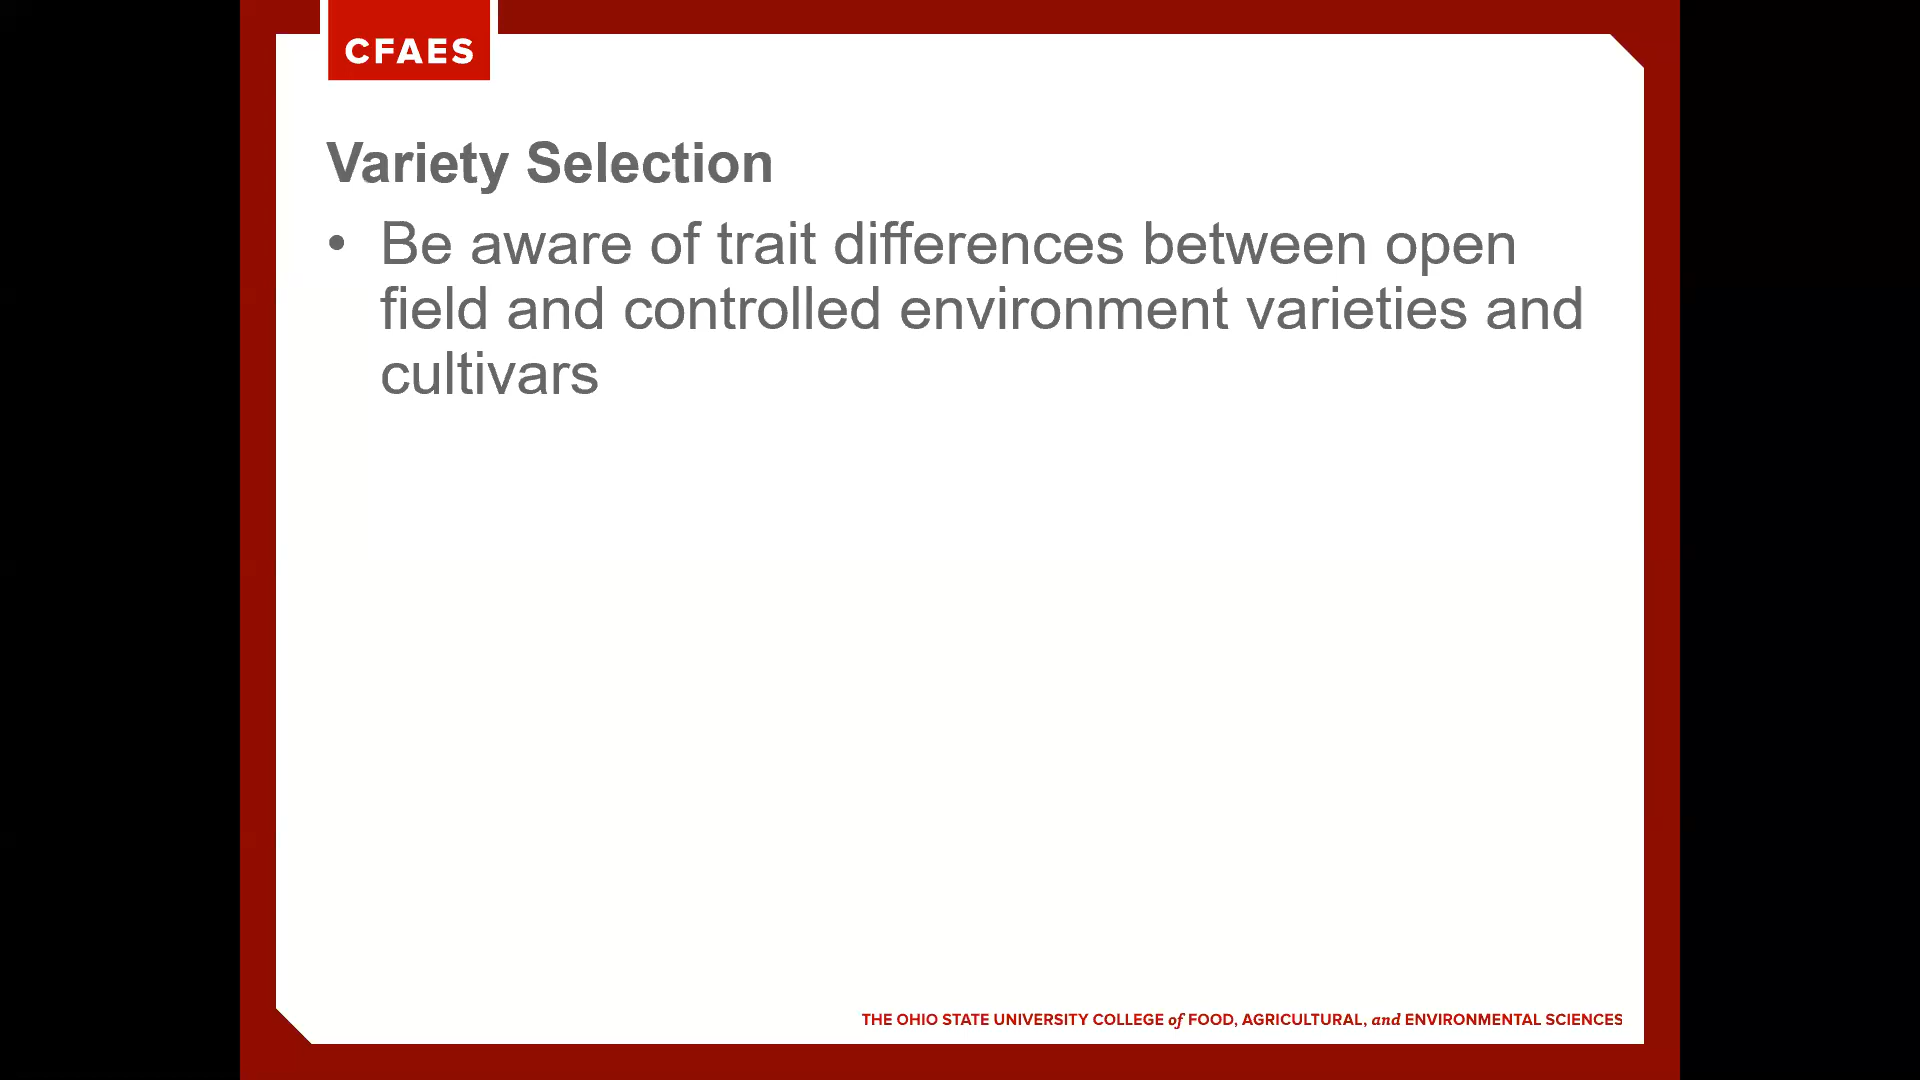 CFAES
Variety Selection
• Be aware of trait differences between open
field and controlled environment varieties and
cultivars
THE OHIO STATE UNIVERSITY COLLEGE of FOOD, AGRICULTURAL, and ENVIRONMENTAL SCIENCES